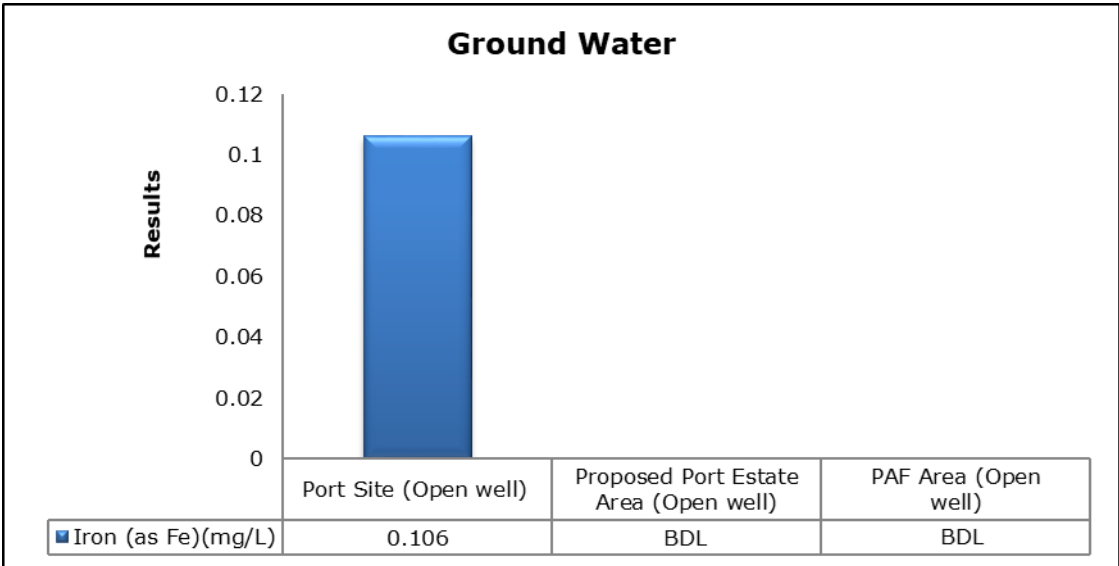 Ground Water
Results
0.12
0.1
0.08
0.06
0.04
0.02
0
Port Site (Open well)
Proposed Port Estate
Area (Open well)
PAF Area (Open
well)
Iron (as Fe)(mg/L)
0.106
BDL
BDL